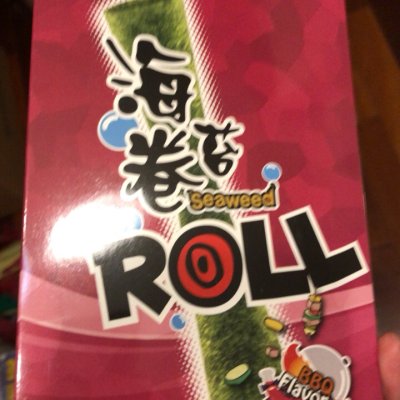 海苔卷
Seaweed
ROLL
BBQ
Flavor